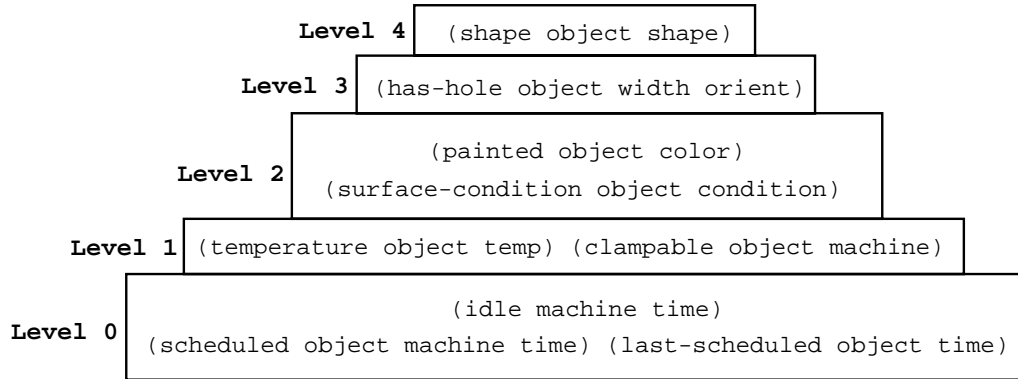 Level 4 (shape object shape)
Level 3 (has-hole object width orient)
(painted object color)
Level 2
(surface-condition object condition)
Level 1 (temperature object temp) (clampable object machine)
(idle machine time)
Level 0
(scheduled object machine time) (last-scheduled object time)